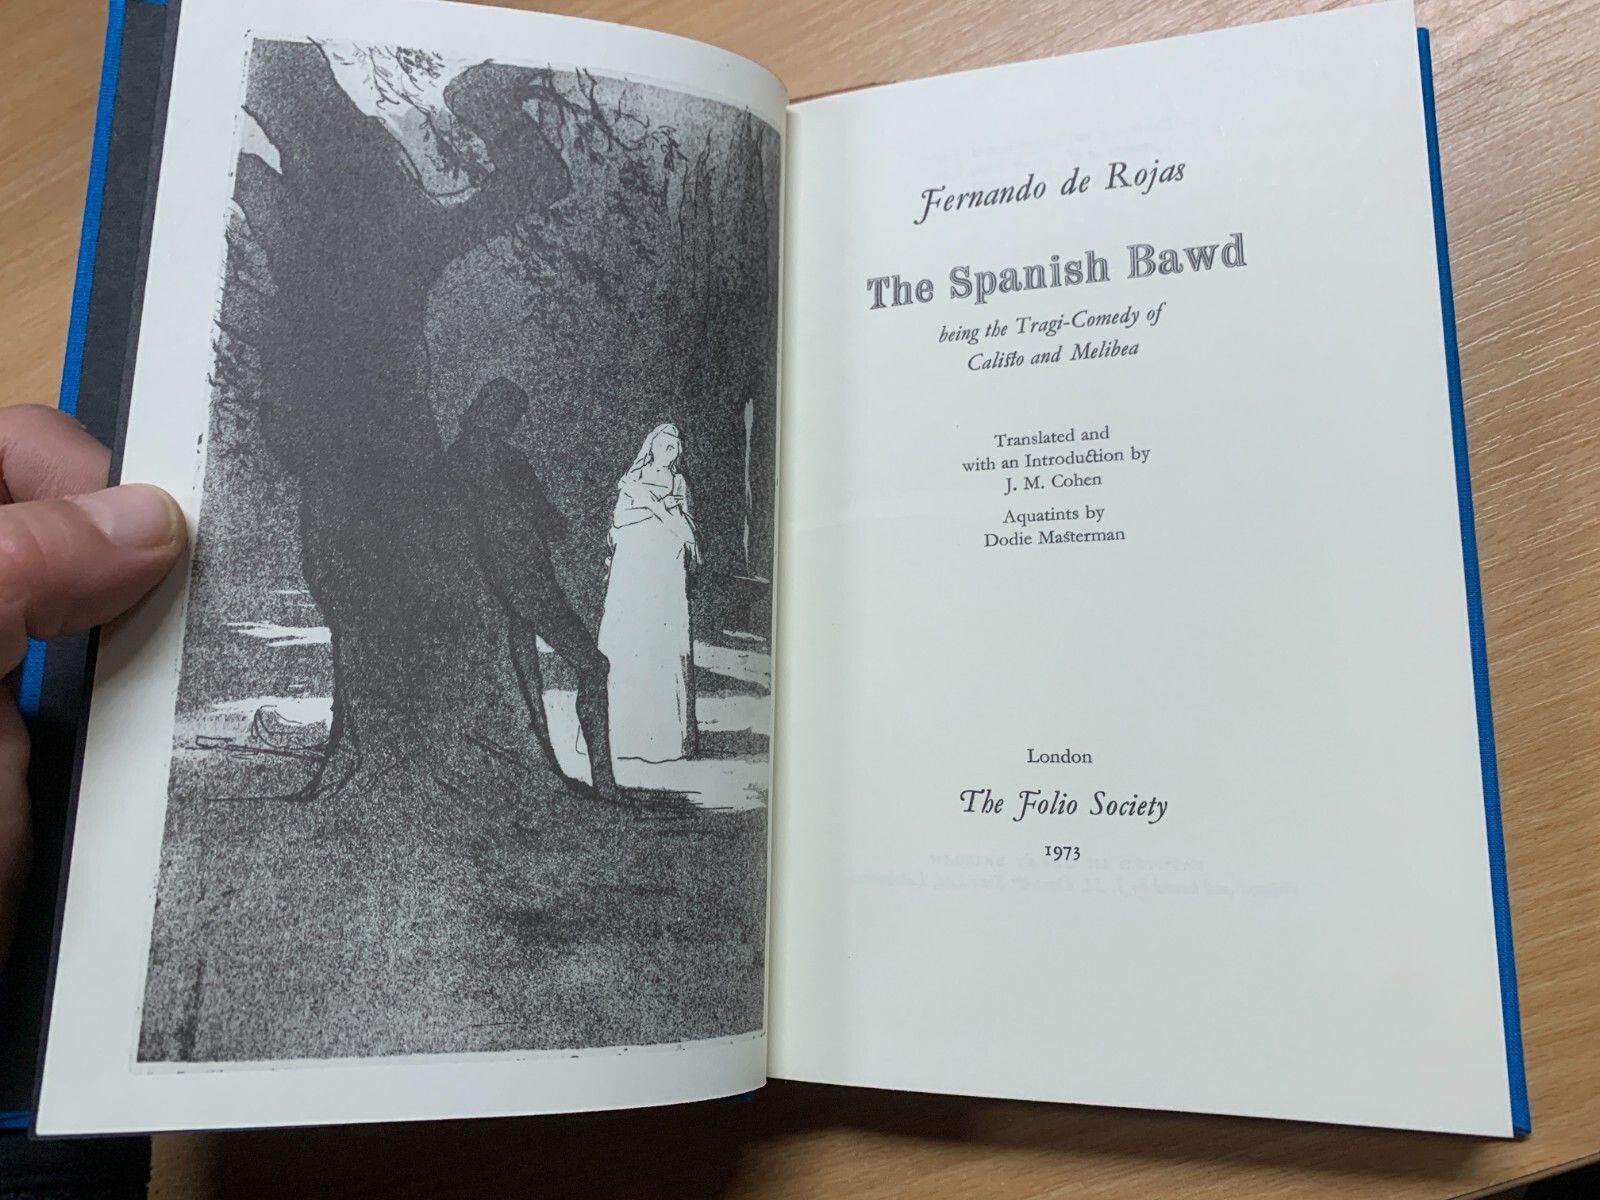 Fernando de Rojas
The Spanish Bawd
being the Tragi-Comedy of
Calisto and Melibea
Translated and
with an Introduction by
J. M. Cohen
Aquatints by
Dodie Masterman
London
The Folio Society
1973